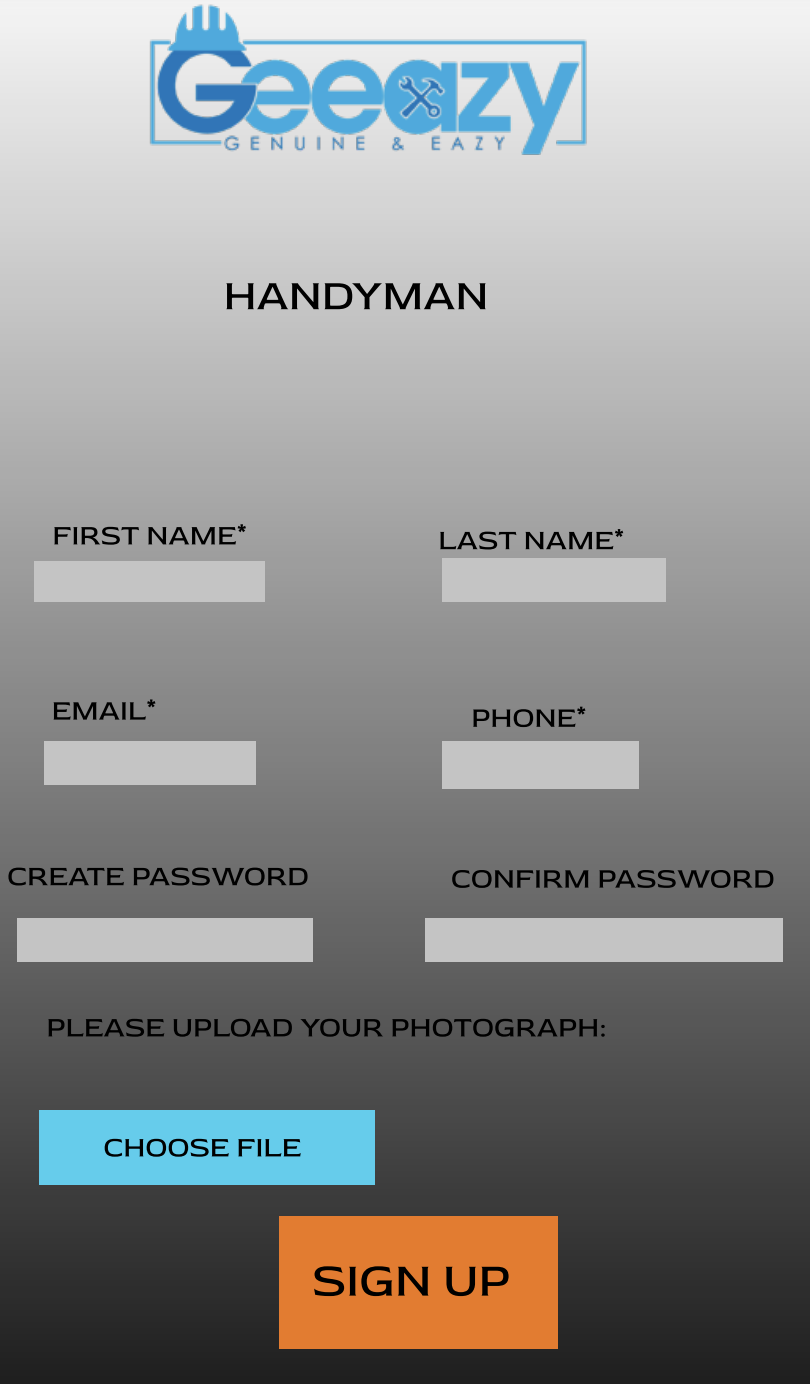 Geeazy
GENUINE & EAZY
HANDYMAN
FIRST NAME*
LAST NAME*
EMAIL*
PHONE*
CREATE PASSWORD
CONFIRM PASSWORD
PLEASE UPLOAD YOUR PHOTOGRAPH:
CHOOSE FILE
SIGN UP